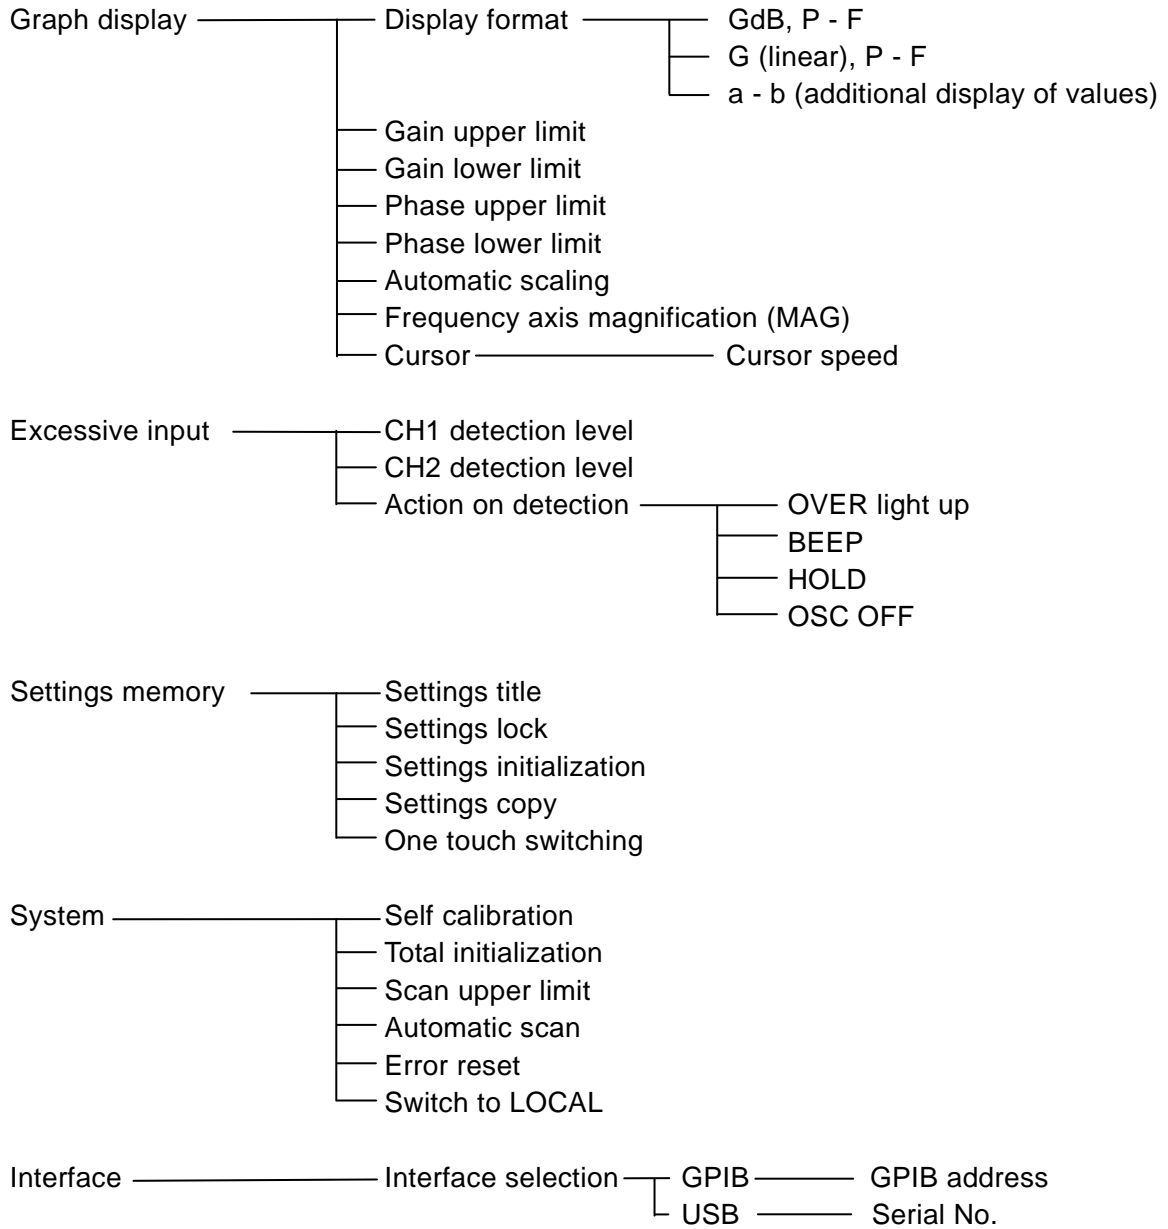 Graph display Display format GdB, P - F
G (linear), P - F
a - b (additional display of values)
Gain upper limit
Gain lower limit
Phase upper limit
Phase lower limit
Automatic scaling
Frequency axis magnification (MAG)
Cursor Cursor speed
Excessive input CH1 detection level
CH2 detection level
Action on detection OVER light up
BEEP
HOLD
OSC OFF
Settings memory Settings title
Settings lock
Settings initialization
Settings copy
One touch switching
System Self calibration
Total initialization
Scan upper limit
Automatic scan
Error reset
Switch to LOCAL
Interface Interface selection GPIB GPIB address
USB Serial No.